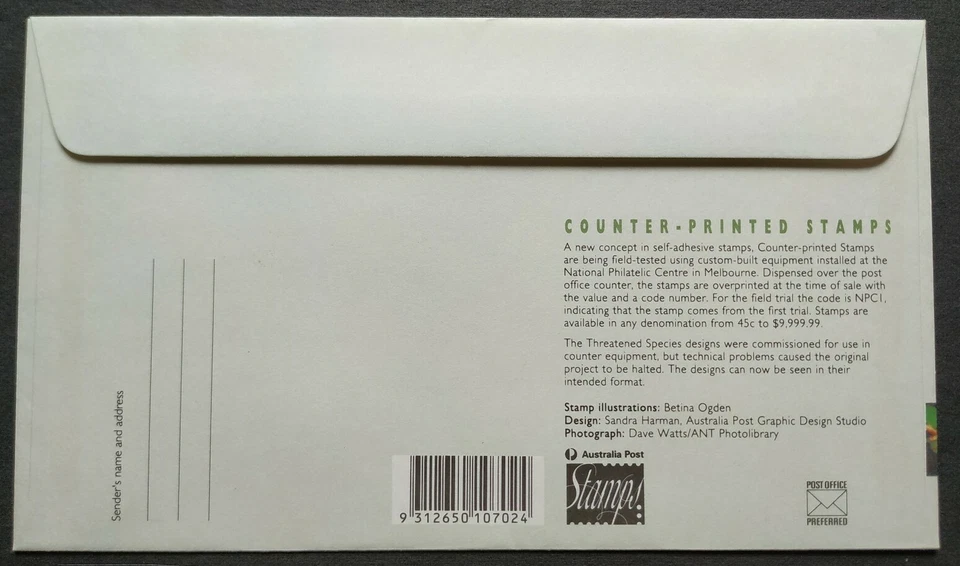 COUNTER-PRINTED STAMPS
A new concept in self-adhesive stamps, Counter-printed Stamps
are being field-tested using custom-built equipment installed at the
National Philatelic Centre in Melbourne. Dispensed over the post
office counter, the stamps are overprinted at the time of sale with
the value and a code number. For the field trial the code is NPC1,
indicating that the stamp comes from the first trial. Stamps are
available in any denomination from 45c to $9,999.99.
The Threatened Species designs were commissioned for use in
counter equipment, but technical problems caused the original
project to be halted. The designs can now be seen in their
intended format.
Stamp illustrations: Betina Ogden
Design: Sandra Harman, Australia Post Graphic Design Studio
Photograph: Dave Watts/ANT Photolibrary
Australia Post
Stamps!
Sender's name and address
9 312650 107024
POST OFFICE
PREFERRED